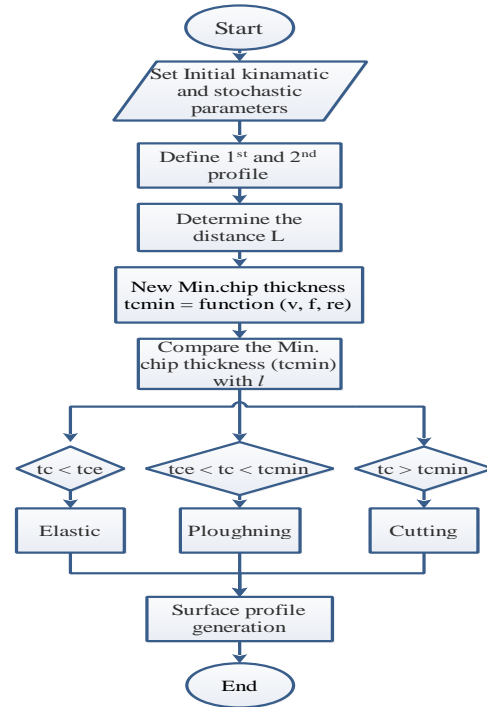 Start
Set Initial kinamatic
and stochastic
parameters
Define 1st and 2nd
profile
Determine the
distance L
New Min.chip thickness
tcmin = function (v, f, re)
Compare the Min.
chip thickness (tcmin)
with l
tc < tce
tce < tc < tcmin
tc > tcmin
Elastic
Ploughning
Cutting
Surface profile
generation
End